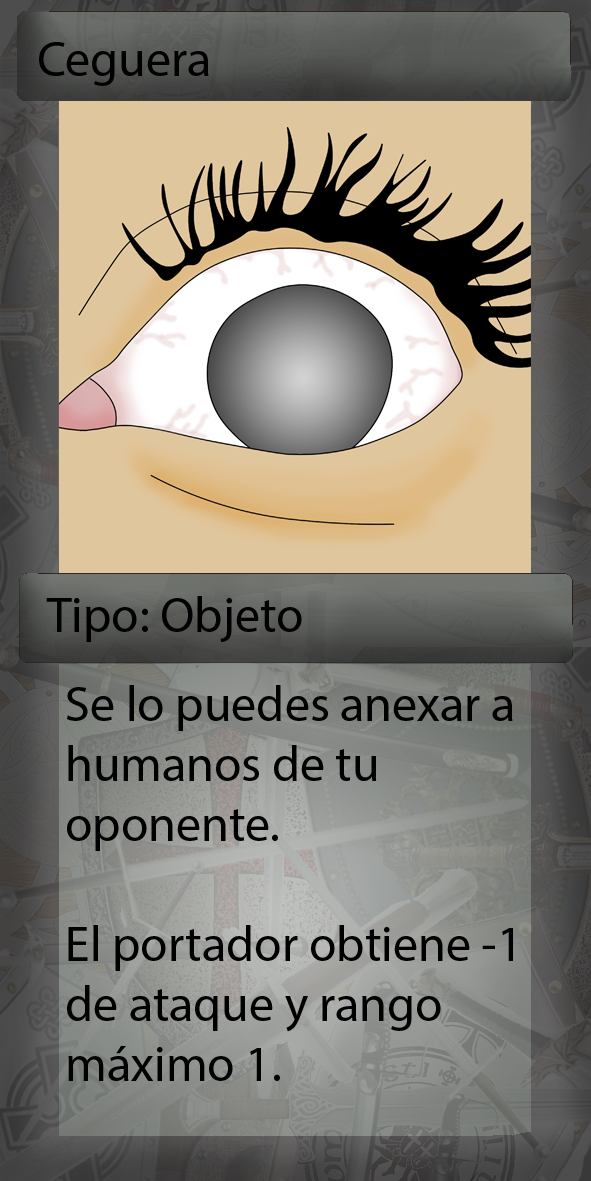 Ceguera
Tipo: Objeto
Se lo puedes anexar a
humanos de tu
oponente.
El portador obtiene -1
de ataque y rango
máximo 1.